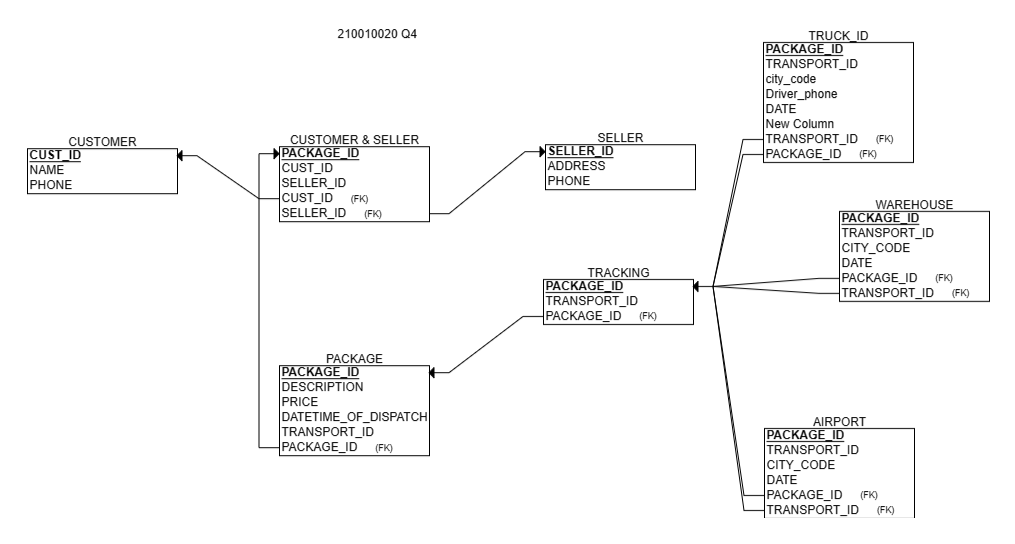 210010020 Q4
CUSTOMER
CUST_ID
NAME
PHONE
CUSTOMER & SELLER
PACKAGE_ID
CUST_ID
SELLER_ID
CUST_ID (FK)
SELLER_ID (FK)
SELLER
SELLER_ID
ADDRESS
PHONE
TRUCK_ID
PACKAGE_ID
TRANSPORT_ID
city_code
Driver_phone
DATE
New Column
TRANSPORT_ID (FK)
PACKAGE_ID (FK)
WAREHOUSE
PACKAGE_ID
TRANSPORT_ID
CITY_CODE
DATE
PACKAGE_ID (FK)
TRANSPORT_ID (FK)
TRACKING
PACKAGE_ID
TRANSPORT_ID
PACKAGE_ID (FK)
PACKAGE
PACKAGE_ID
DESCRIPTION
PRICE
DATETIME_OF_DISPATCH
TRANSPORT_ID
PACKAGE_ID (FK)
AIRPORT
PACKAGE_ID
TRANSPORT_ID
CITY_CODE
DATE
PACKAGE_ID (FK)
TRANSPORT_ID (FK)